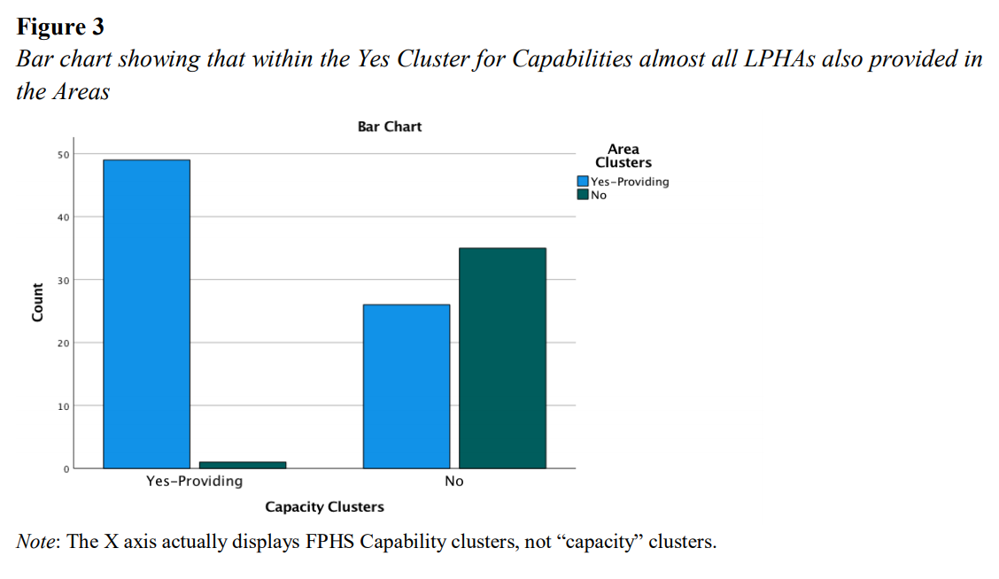 Figure 3
Bar chart showing that within the Yes Cluster for Capabilities almost all LPHAs also provided in
the Areas
Bar Chart
Area
Clusters
Yes-Providing
No
50
40
30
20
10
0
Count
Yes-Providing
No
Capacity Clusters
Note: The X axis actually displays FPHS Capability clusters, not “capacity” clusters.